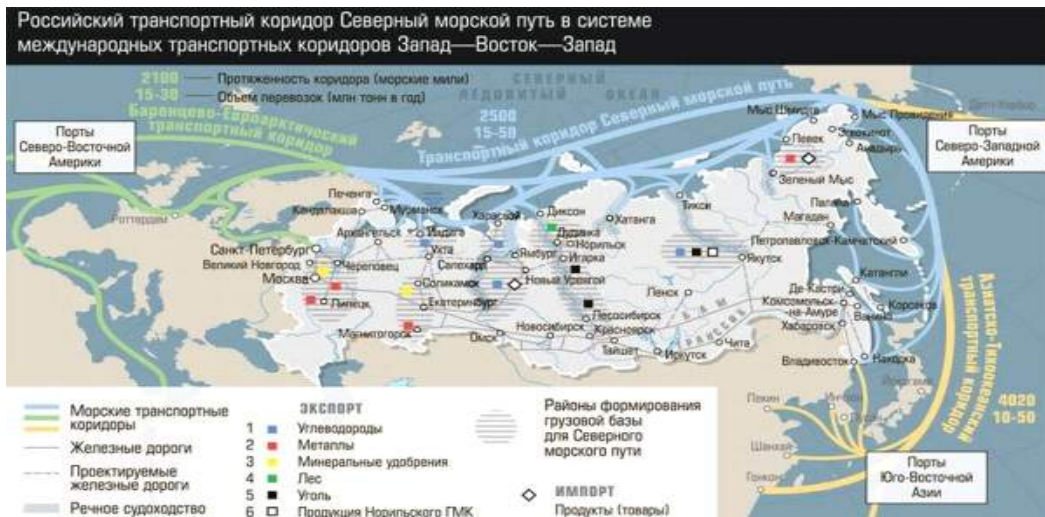 Российский транспортный коридор Северный морской путь в системе
международных транспортных коридоров Запад—Восток—Запад
2100 Протяженность коридора (морские мили)
15-30 Объем перевозок (млн тонн в год)
СЕВЕРНЫЙ
ЛЕДОВИТЫЙ ОКЕАН
Баренцево-Евроарктический
транспортный коридор
2500
15-50
Транспортный коридор Северный морской путь
Порты
Северо-Восточной
Америки
Порты
Северо-Западной
Америки
Мыс Шмидта
Мыс Провидения
Певек
Эгвекинот
Анадырь
Зеленый Мыс
Роттердам
Печенга
Кандалакша
Мурманск
Архангельск
Индига
Харасавэй
Диксон
Хатанга
Тикси
Палана
Магадан
Санкт-Петербург
Ухта
Дудинка
Норильск
Петропавловск-Камчатский
Великий Новгород
Череповец
Салехард
Ямбург
Игарка
Якутск
Москва
Соликамск
Новый Уренгой
Катангли
Липецк
Екатеринбург
Ленск
Де-Кастри
Корсаков
Лесосибирск
БАМ
Комсомольск-
на-Амуре
Ванино
Магнитогорск
Омск
Новосибирск
Красноярск
ТРАНССИБ
Хабаровск
Тайшет
Иркутск
Чита
Владивосток
Находка
Азиатско-Тихоокеанский
транспортный коридор
4020
10-50
Пекин
Инчон
Пусан
Иокогама
Шанхай
Гонконг
Порты
Юго-Восточной
Азии
Морские транспортные
коридоры
Железные дороги
Проектируемые
железные дороги
Речное судоходство
ЭКСПОРТ
1 Углеводороды
2 Металлы
3 Минеральные удобрения
4 Лес
5 Уголь
6 Продукция Норильского ГМК
Районы формирования
грузовой базы
для Северного
морского пути
ИМПОРТ
Продукты (товары)